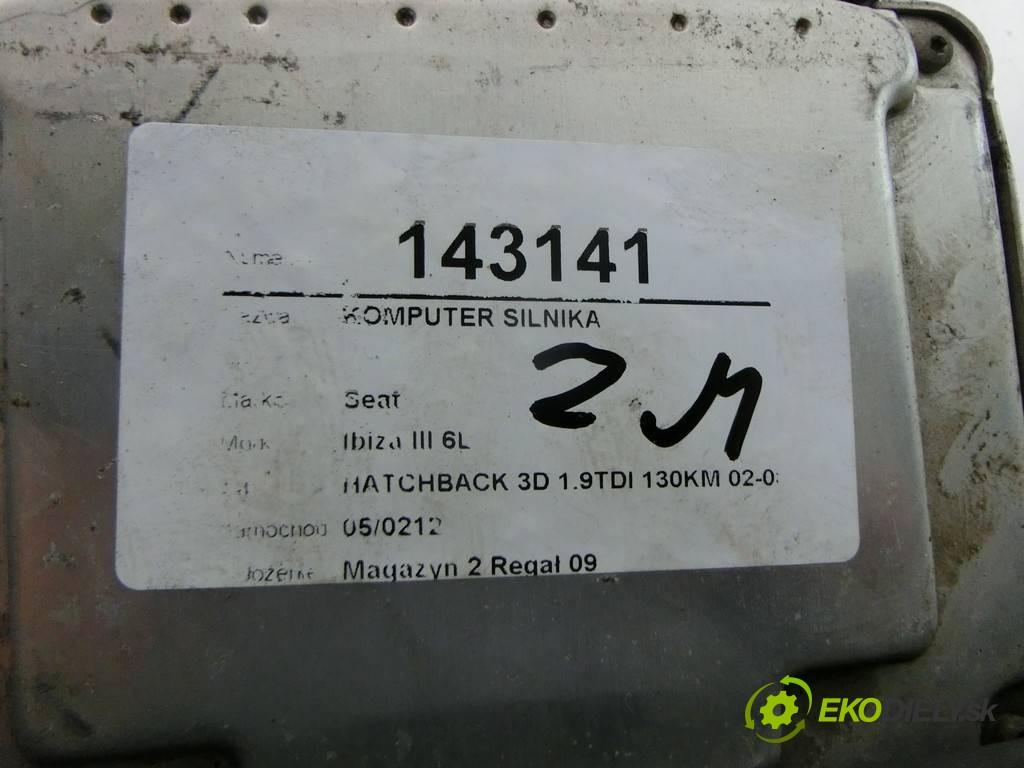 143141
KOMPUTER SILNIKA
Seat
Ibiza III 6L
HATCHBACK 3D 1.9TDI 130KM 02-0
05/0212
Magazyn 2 Regał 09
2 M
EKODIELY.sk